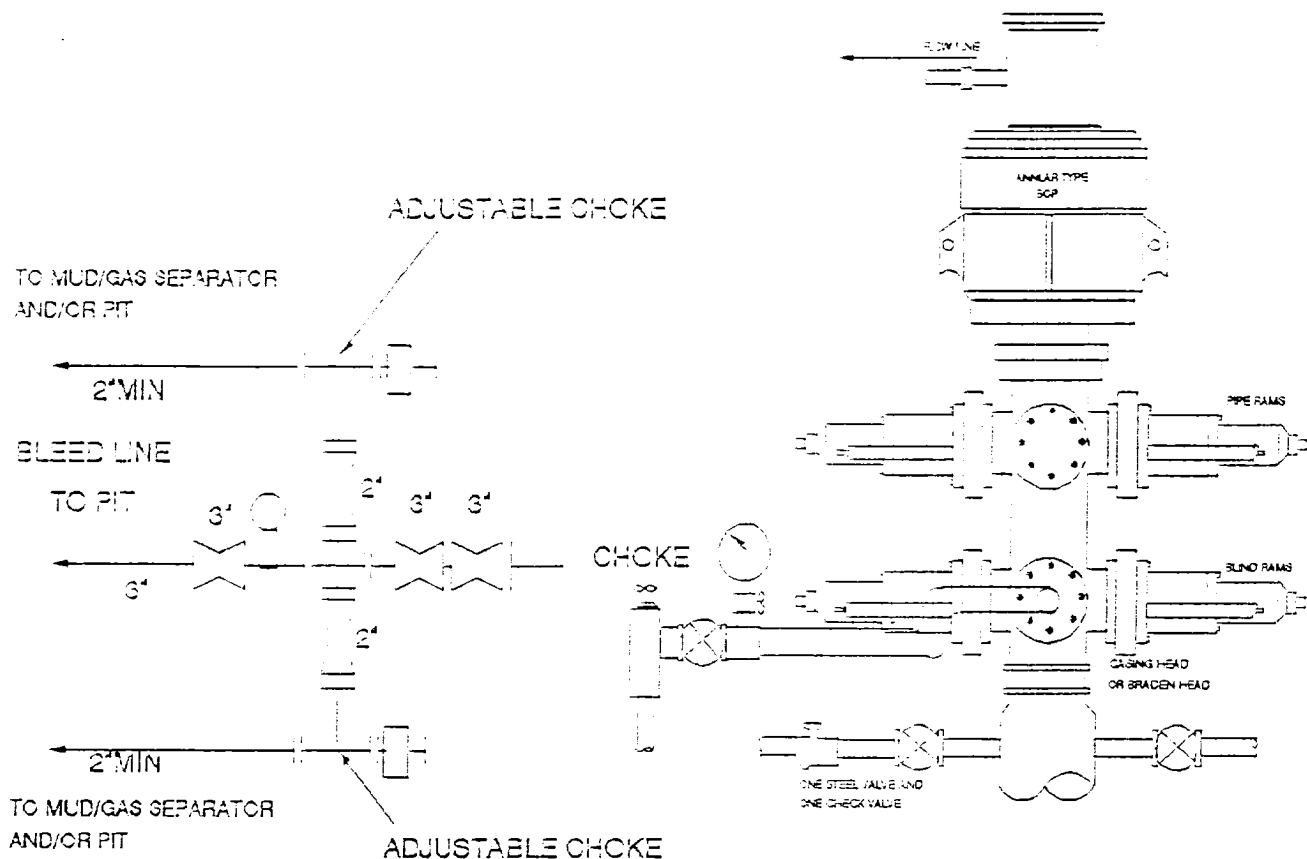 FLOW LINE
ANNLAR TYPE
BOP
ADJUSTABLE CHOKE
TO MUD/GAS SEPARATOR
AND/OR PIT
2" MIN
PIPE RAMS
BLEED LINE
TO PIT
2"
3"
3" 3"
CHOKE
BLIND RAMS
2"
CASING HEAD
OR BRADEN HEAD
2" MIN
ONE STEEL VALVE AND
ONE CHECK VALVE
TO MUD/GAS SEPARATOR
AND/OR PIT
ADJUSTABLE CHOKE